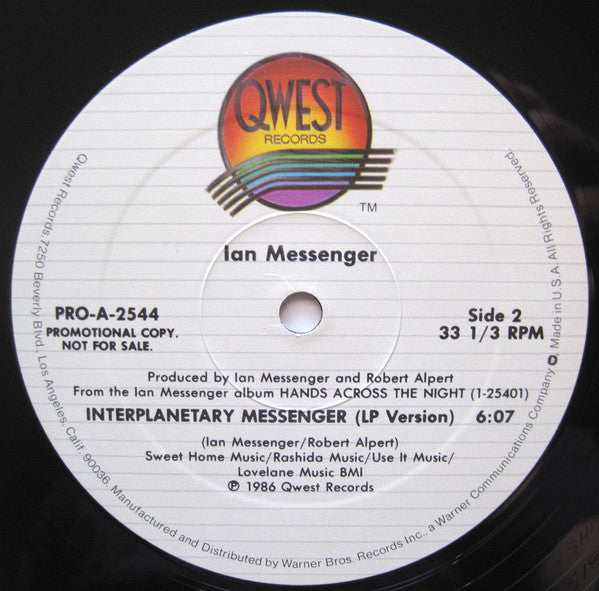 QWEST
RECORDS
TM
Ian Messenger
PRO-A-2544
PROMOTIONAL COPY.
NOT FOR SALE.
Side 2
33 1/3 RPM
Produced by Ian Messenger and Robert Alpert
From the Ian Messenger album HANDS ACROSS THE NIGHT (1-25401)
INTERPLANETARY MESSENGER (LP Version) 6:07
(Ian Messenger/Robert Alpert)
Sweet Home Music/Rashida Music/Use It Music/
Lovelane Music BMI
℗ 1986 Qwest Records
Qwest Records, 7250 Beverly Blvd., Los Angeles, Calif. 90036. Manufactured and Distributed by Warner Bros. Records Inc., a Warner Communications Company Made in U.S.A. All Rights Reserved.